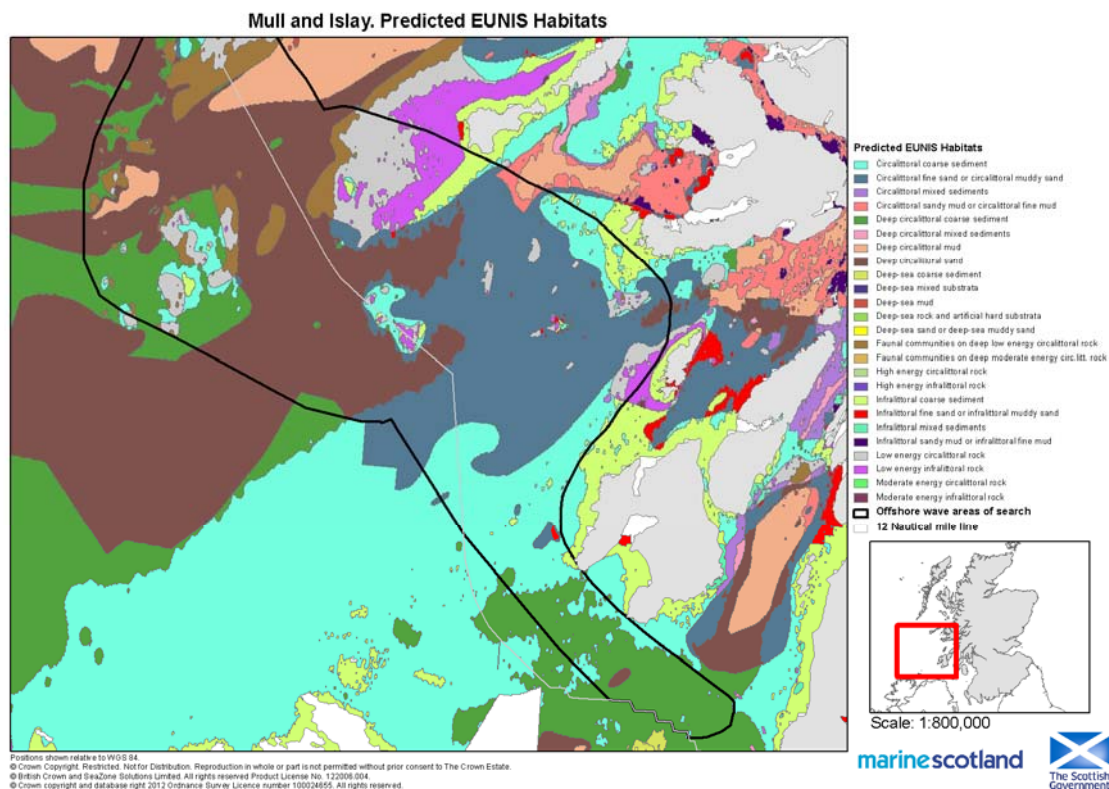 Mull and Islay. Predicted EUNIS Habitats
Predicted EUNIS Habitats
Circalittoral coarse sediment
Circalittoral fine sand or circalittoral muddy sand
Circalittoral mixed sediments
Circalittoral sandy mud or circalittoral fine mud
Deep circalittoral coarse sediment
Deep circalittoral mixed sediments
Deep circalittoral mud
Deep circalittoral sand
Deep-sea coarse sediment
Deep-sea mixed substrata
Deep-sea mud
Deep-sea rock and artificial hard substrata
Deep-sea sand or deep-sea muddy sand
Faunal communities on deep low energy circalittoral rock
Faunal communities on deep moderate energy circ.litt. rock
High energy circalittoral rock
High energy infralittoral rock
Infralittoral coarse sediment
Infralittoral fine sand or infralittoral muddy sand
Infralittoral mixed sediments
Infralittoral sandy mud or infralittoral fine mud
Low energy circalittoral rock
Low energy infralittoral rock
Moderate energy circalittoral rock
Moderate energy infralittoral rock
Offshore wave areas of search
12 Nautical mile line
Scale: 1:800,000
marinescotland
The Scottish
Government
Positions shown relative to WGS 84.
© Crown Copyright. Restricted. Not for Distribution. Reproduction in whole or part is not permitted without prior consent to The Crown Estate.
© British Crown and SeaZone Solutions Limited. All rights reserved Product License No. 122006.004.
© Crown copyright and database right 2012 Ordnance Survey Licence number 100024655. All rights reserved.